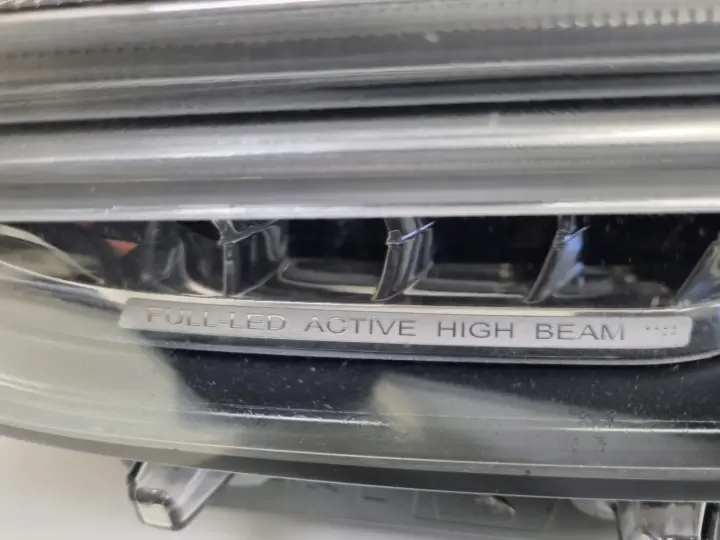 FULL-LED ACTIVE HIGH BEAM